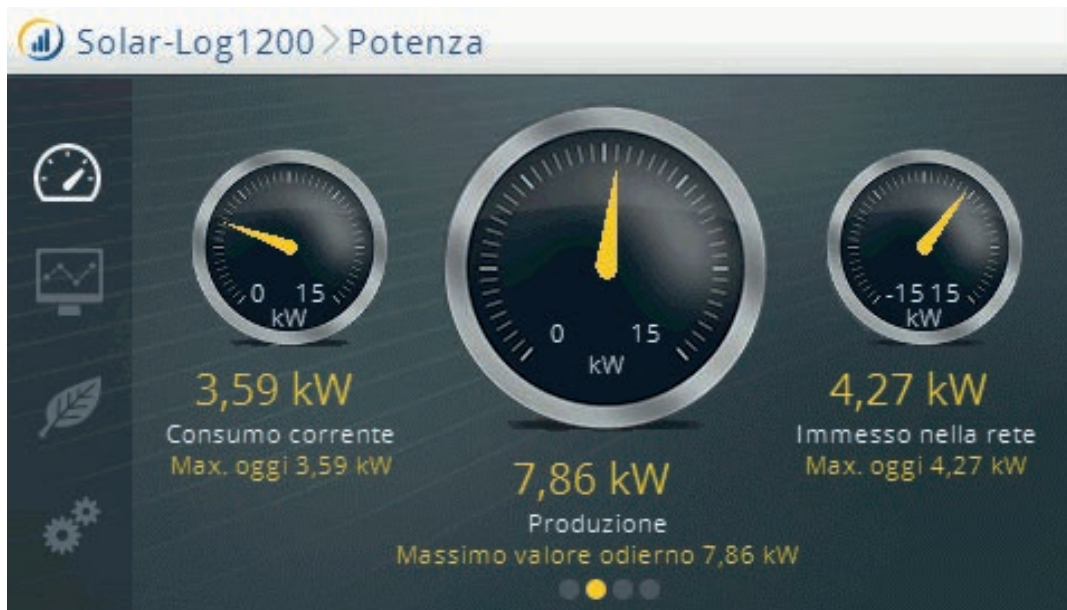 Solar-Log1200 > Potenza
0 15
kW
3,59 kW
Consumo corrente
Max. oggi 3,59 kW
0 15
kW
7,86 kW
Produzione
Massimo valore odierno 7,86 kW
-15 15
kW
4,27 kW
Immesso nella rete
Max. oggi 4,27 kW